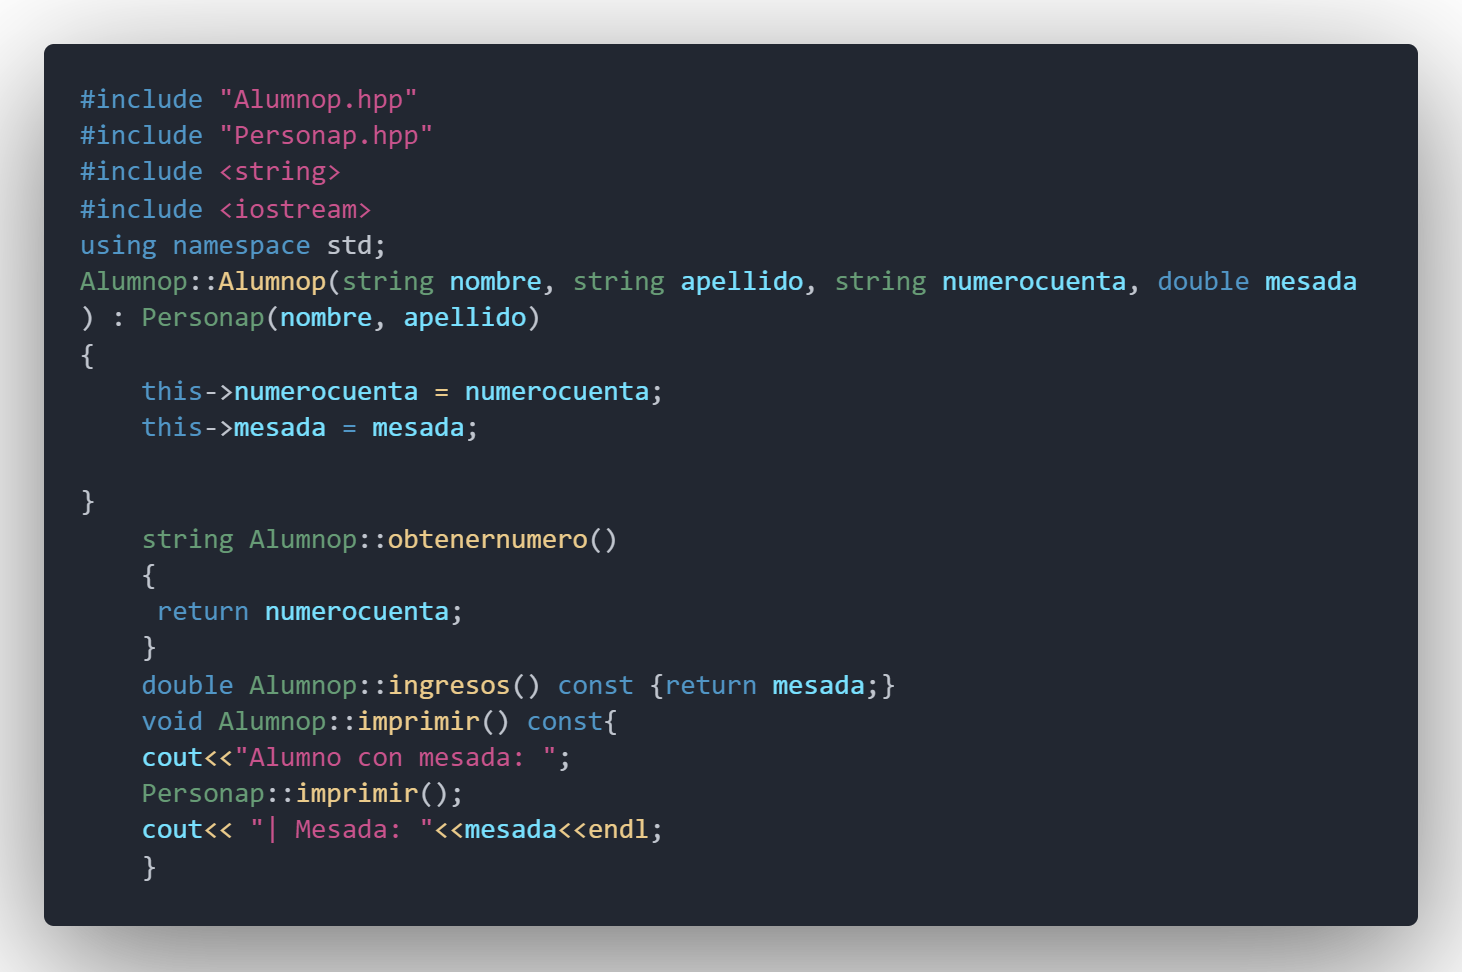 #include "Alumnop.hpp"
#include "Personap.hpp"
#include <string>
#include <iostream>
using namespace std;
Alumnop::Alumnop(string nombre, string apellido, string numerocuenta, double mesada
) : Personap(nombre, apellido)
{
    this->numerocuenta = numerocuenta;
    this->mesada = mesada;

}
    string Alumnop::obtenernumero()
    {
     return numerocuenta;
    }
    double Alumnop::ingresos() const {return mesada;}
    void Alumnop::imprimir() const{
    cout<<"Alumno con mesada: ";
    Personap::imprimir();
    cout<< "| Mesada: "<<mesada<<endl;
    }